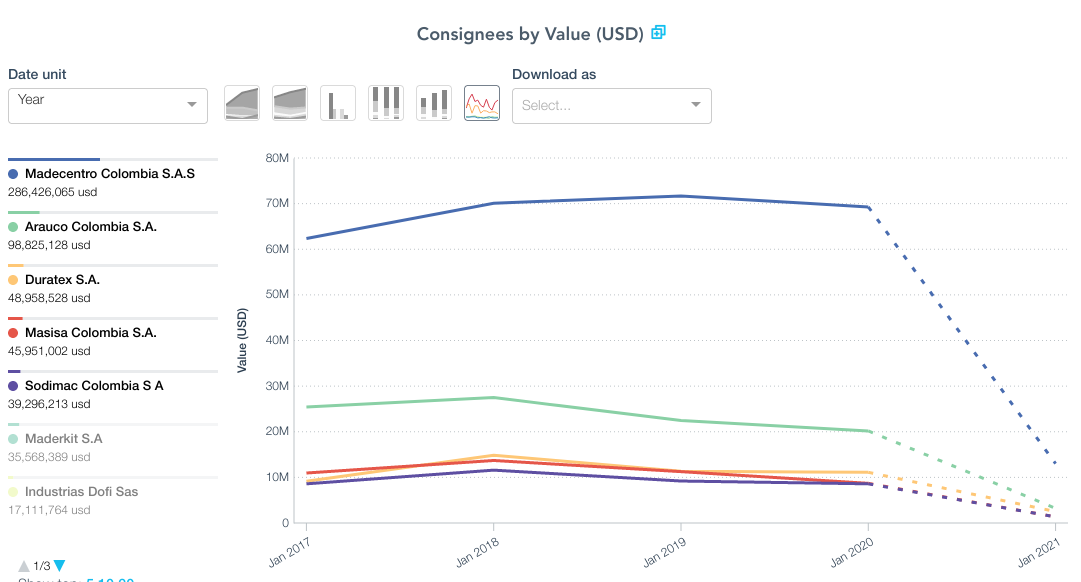 Consignees by Value (USD)
Date unit
Download as
Year
Select...
Madecentro Colombia S.A.S
286,426,065 usd
Arauco Colombia S.A.
98,825,128 usd
Duratex S.A.
48,958,528 usd
Masisa Colombia S.A.
45,951,002 usd
Sodimac Colombia S A
39,296,213 usd
Maderkit S.A
35,568,389 usd
Industrias Dofi Sas
17,111,764 usd
1/3
Value (USD)
80M
70M
60M
50M
40M
30M
20M
10M
0
Jan 2017
Jan 2018
Jan 2019
Jan 2020
Jan 2021